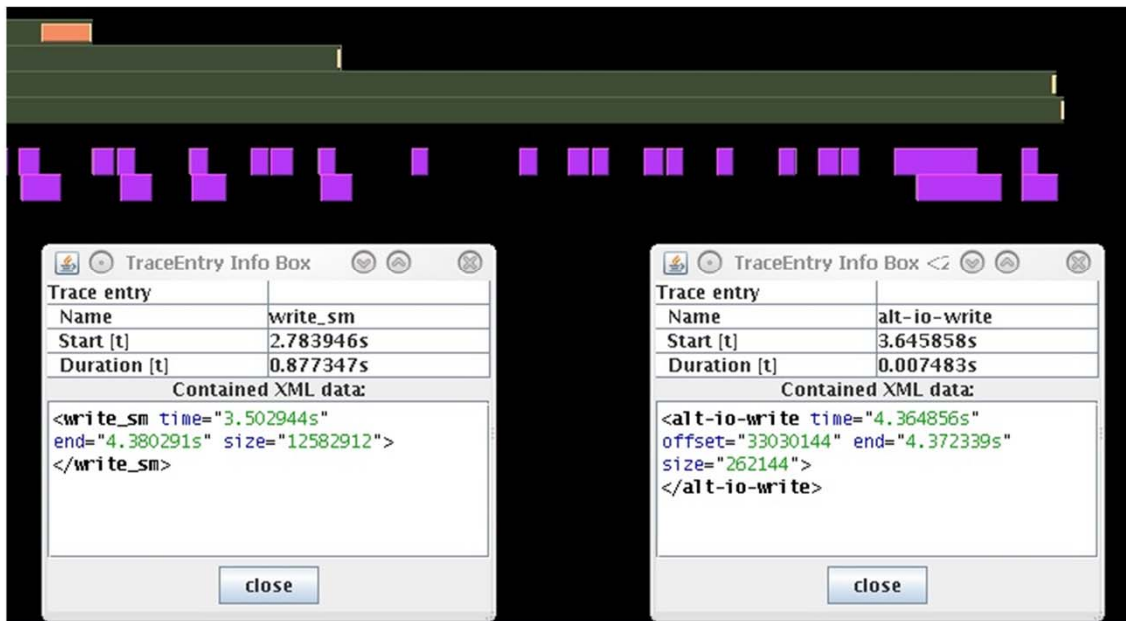 TraceEntry Info Box
Trace entry
Name write_sm
Start [t] 2.783946s
Duration [t] 0.877347s
Contained XML data:
<write_sm time="3.502944s"
end="4.380291s" size="12582912">
</write_sm>
close
TraceEntry Info Box <2
Trace entry
Name alt-io-write
Start [t] 3.645858s
Duration [t] 0.007483s
Contained XML data:
<alt-io-write time="4.364856s"
offset="33030144" end="4.372339s"
size="262144">
</alt-io-write>
close